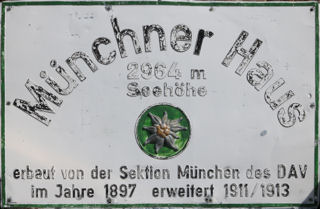 Münchner Haus
2964 m
Seehöhe
erbaut von der Sektion München des DAV
im Jahre 1897 erweitert 1911/1913